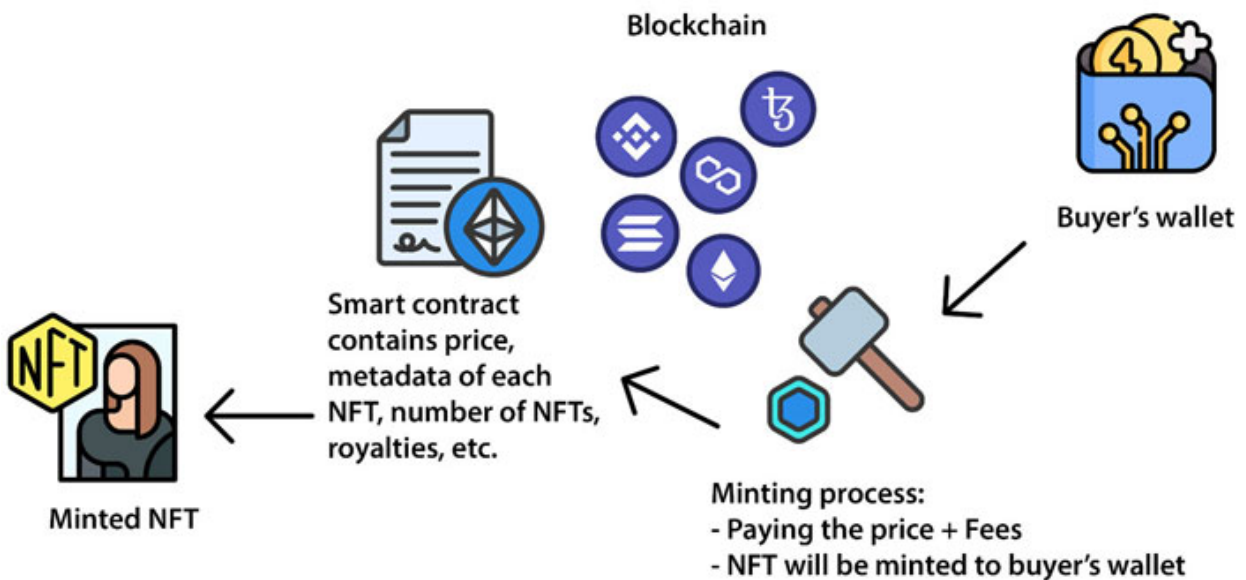 Blockchain
Buyer's wallet
Smart contract
contains price,
metadata of each
NFT, number of NFTs,
royalties, etc.
NFT
Minted NFT
Minting process:
- Paying the price + Fees
- NFT will be minted to buyer's wallet